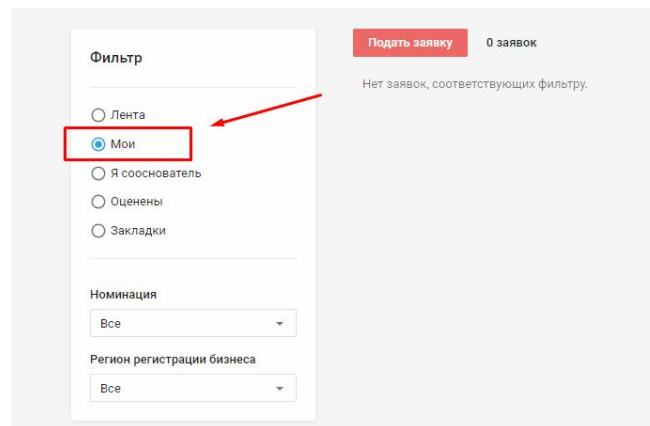 Фильтр
Лента
Мои
Я сооснователь
Оценены
Закладки
Номинация
Все
Регион регистрации бизнеса
Все
Подать заявку
0 заявок
Нет заявок, соответствующих фильтру.